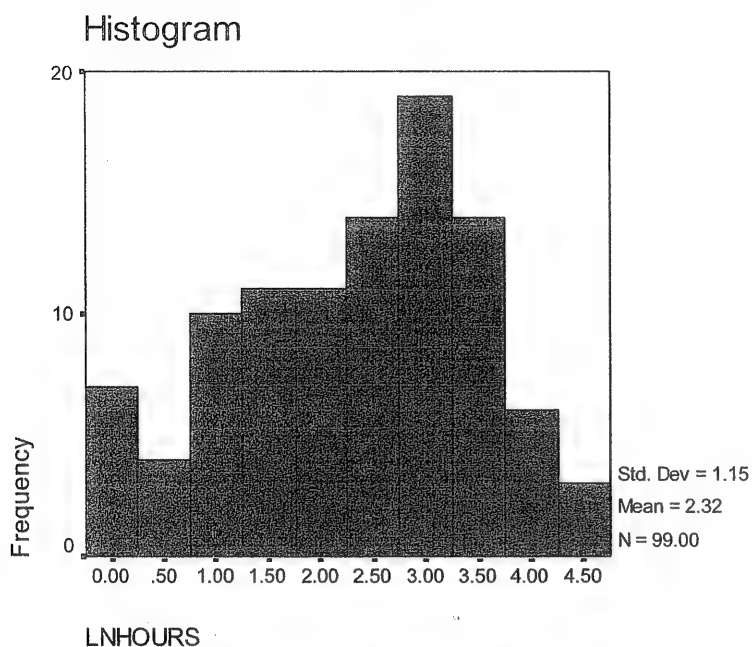 Histogram
20
10
0
Frequency
0.00 .50 1.00 1.50 2.00 2.50 3.00 3.50 4.00 4.50
LNHOURS
Std. Dev = 1.15
Mean = 2.32
N = 99.00